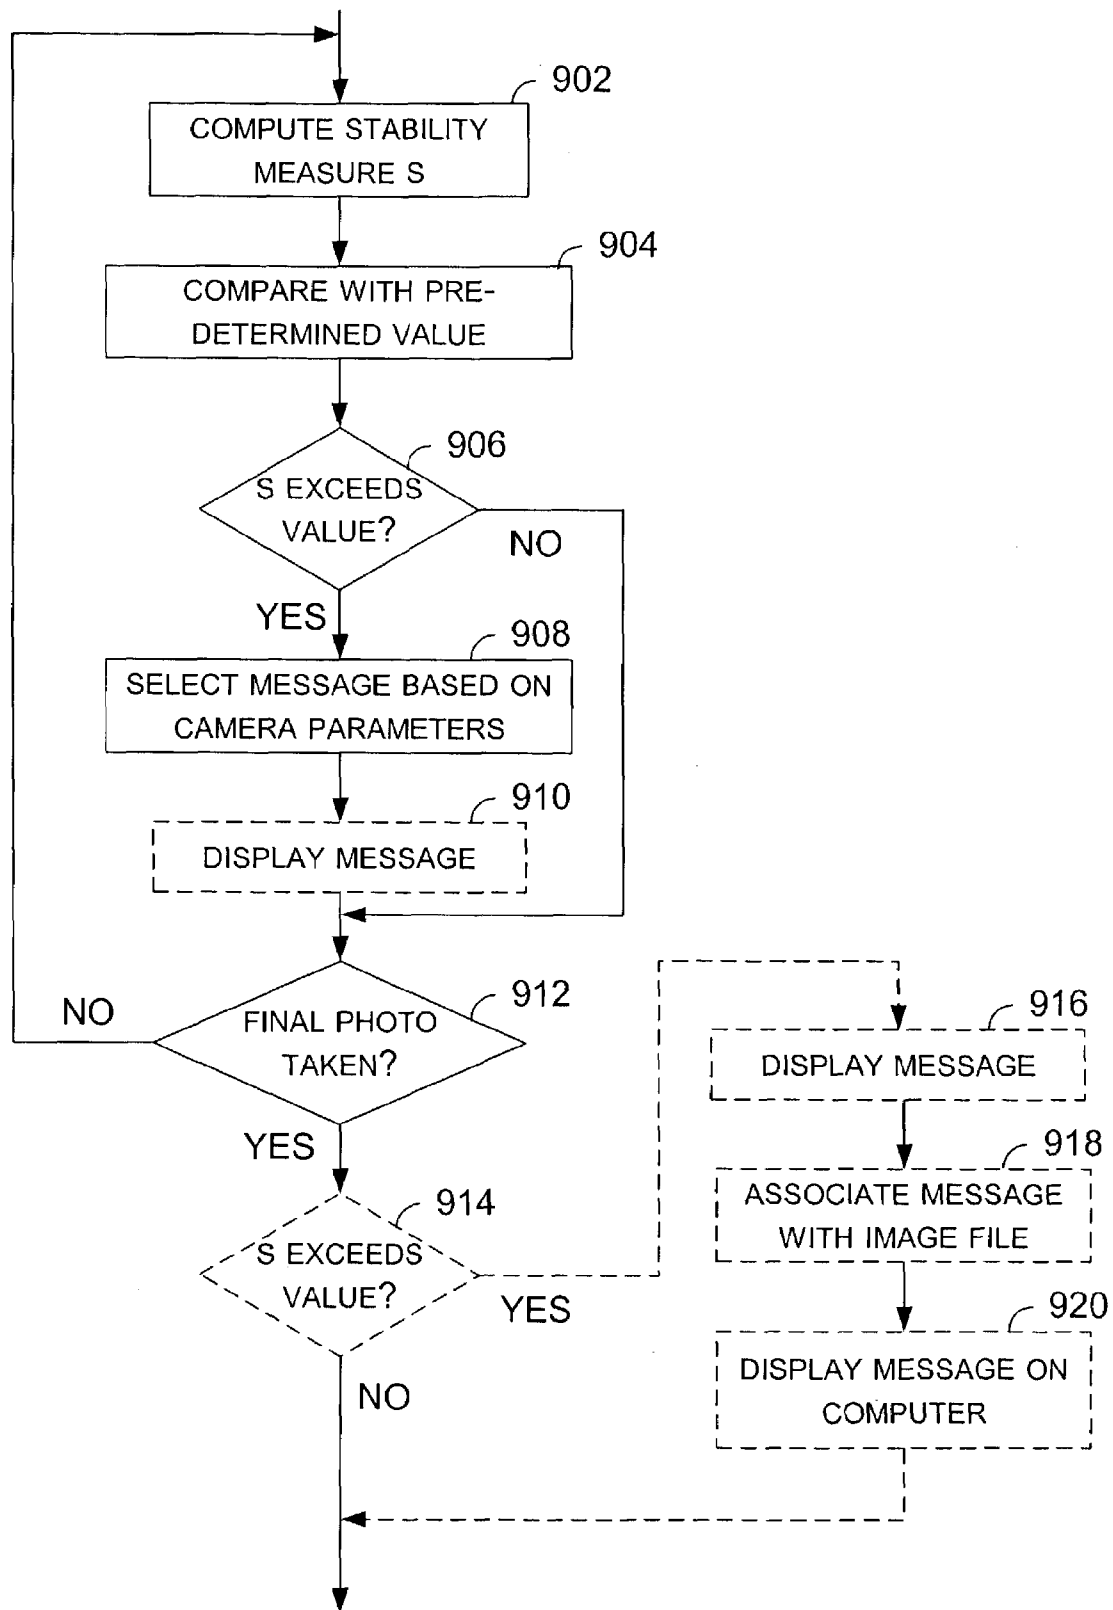 902
COMPUTE STABILITY
MEASURE S
904
COMPARE WITH PRE-
DETERMINED VALUE
906
S EXCEEDS
VALUE?
NO
YES
908
SELECT MESSAGE BASED ON
CAMERA PARAMETERS
910
DISPLAY MESSAGE
912
FINAL PHOTO
TAKEN?
NO
YES
914
S EXCEEDS
VALUE?
YES
NO
916
DISPLAY MESSAGE
918
ASSOCIATE MESSAGE
WITH IMAGE FILE
920
DISPLAY MESSAGE ON
COMPUTER